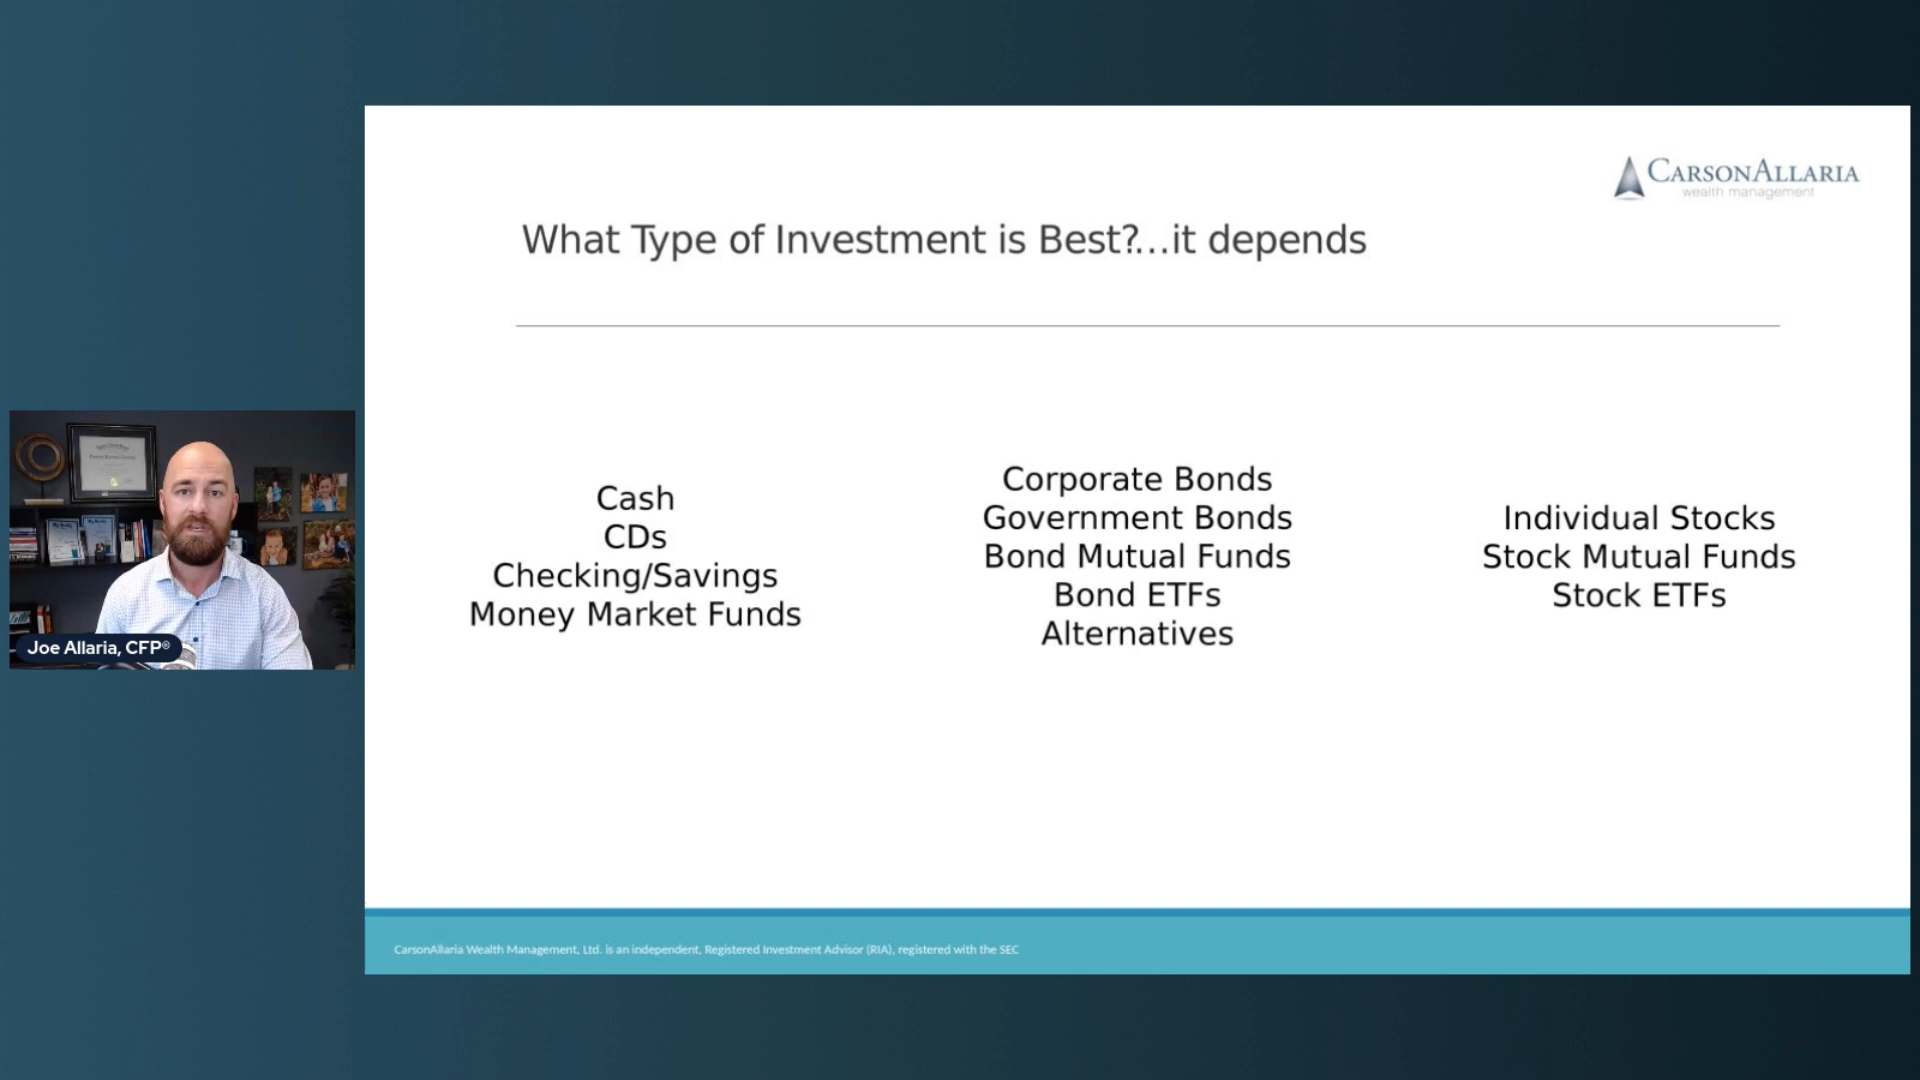 CARSONALLARIA
wealth management
What Type of Investment is Best?...it depends
Cash
CDs
Checking/Savings
Money Market Funds
Corporate Bonds
Government Bonds
Bond Mutual Funds
Bond ETFs
Alternatives
Individual Stocks
Stock Mutual Funds
Stock ETFs
Joe Allaria, CFP®
CarsonAllaria Wealth Management, Ltd. is an independent, Registered Investment Advisor (RIA), registered with the SEC